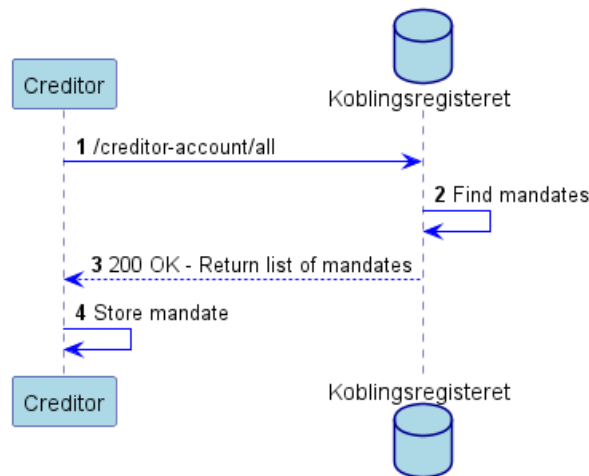 Creditor
Koblingsregisteret
1 /creditor-account/all
2 Find mandates
3 200 OK - Return list of mandates
4 Store mandate
Creditor
Koblingsregisteret